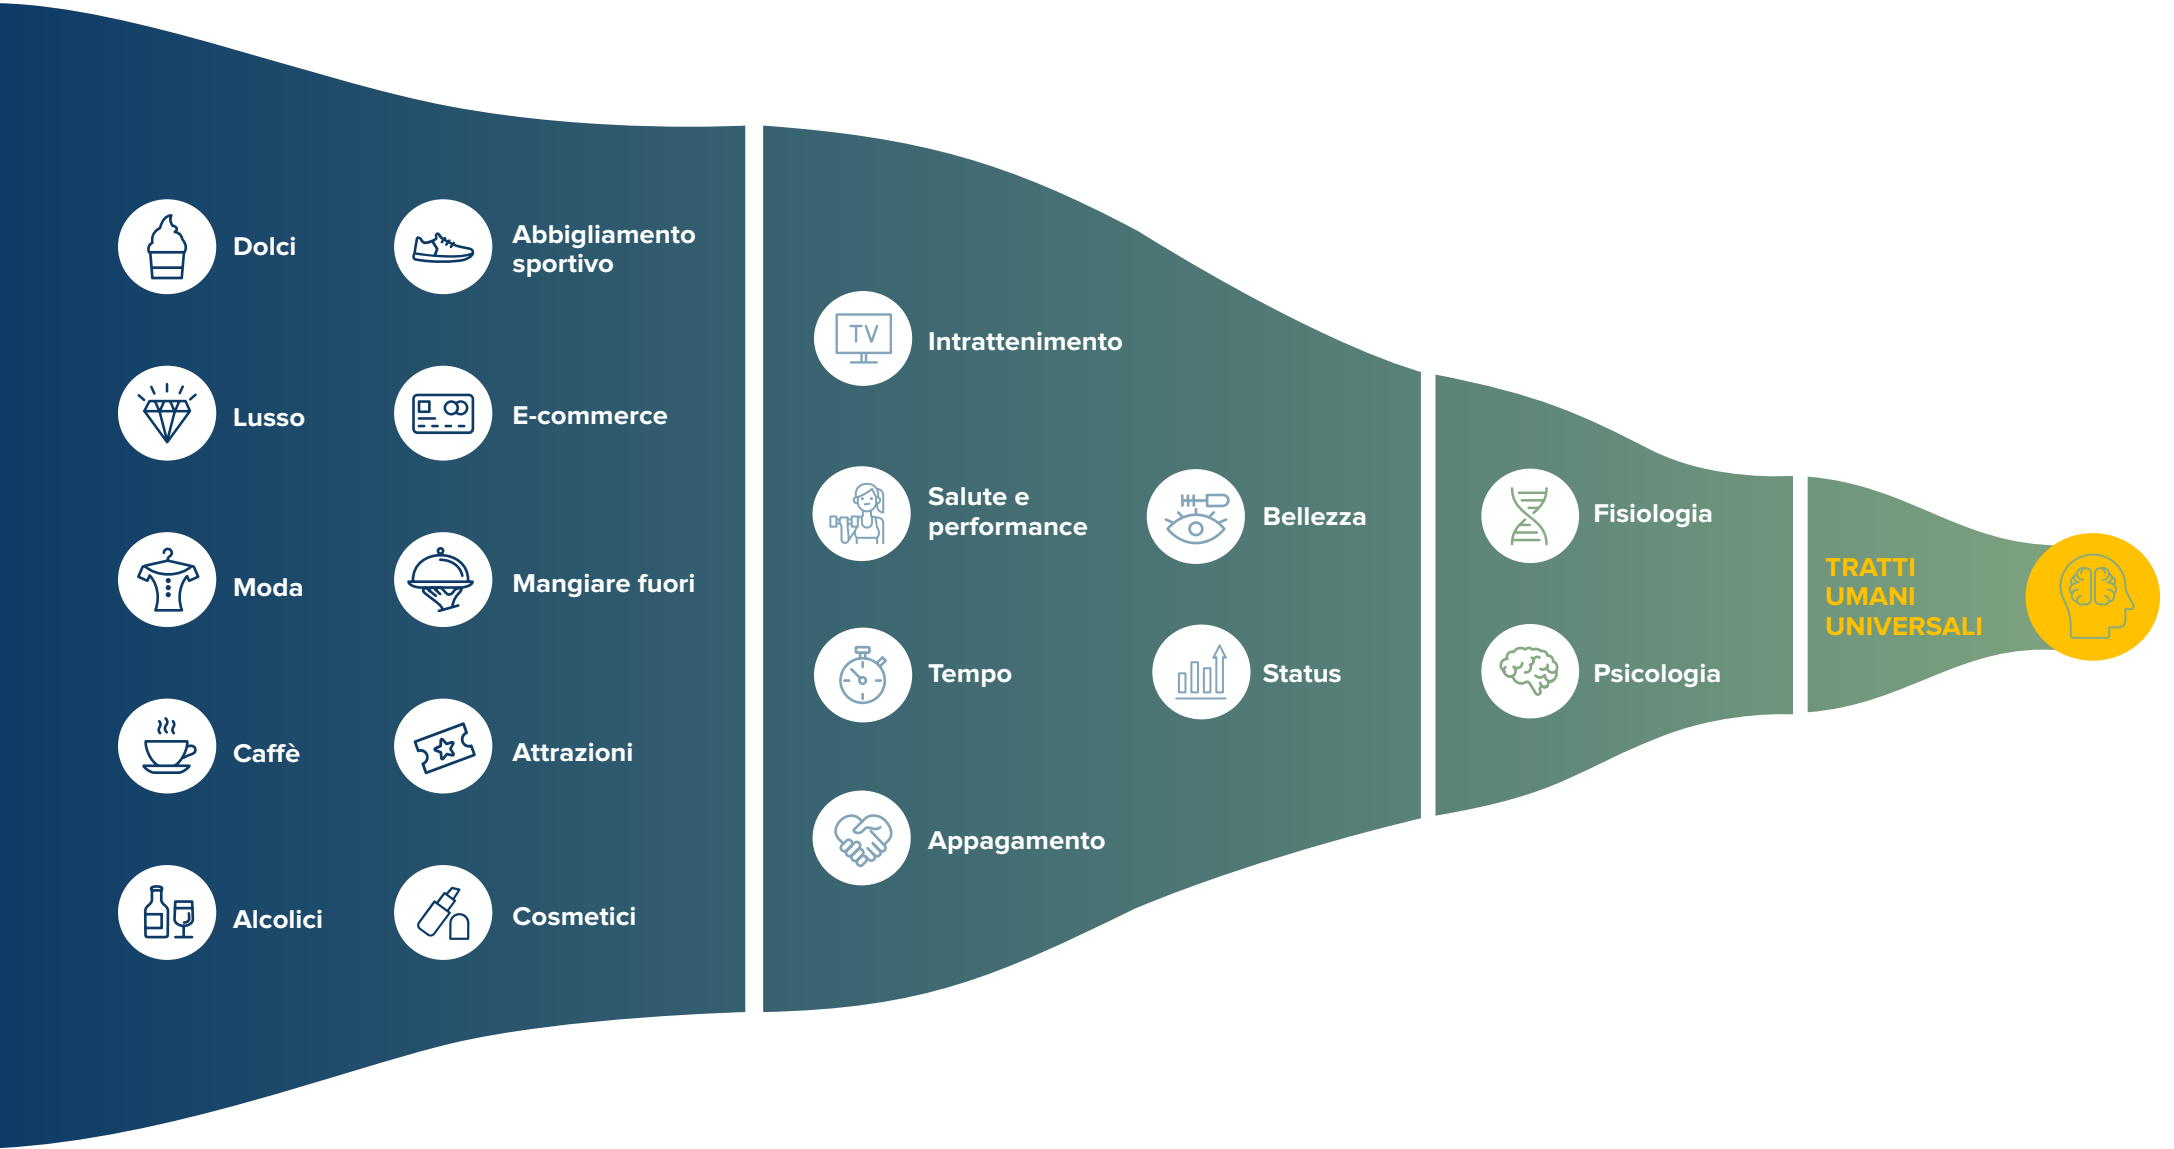 Dolci
Lusso
Moda
Caffè
Alcolici
Abbigliamento
sportivo
E-commerce
Mangiare fuori
Attrazioni
Cosmetici
TV
Intrattenimento
Salute e
performance
Tempo
Appagamento
Bellezza
Status
Fisiologia
Psicologia
TRATTI
UMANI
UNIVERSALI